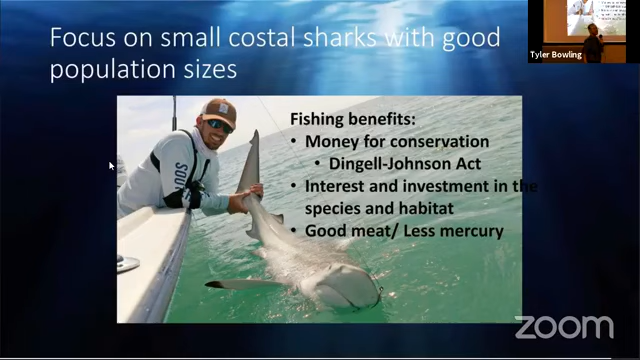 Focus on small costal sharks with good
population sizes
Fishing benefits:
• Money for conservation
• Dingell-Johnson Act
• Interest and investment in the
species and habitat
• Good meat/ Less mercury
Tyler Bowling
zoom